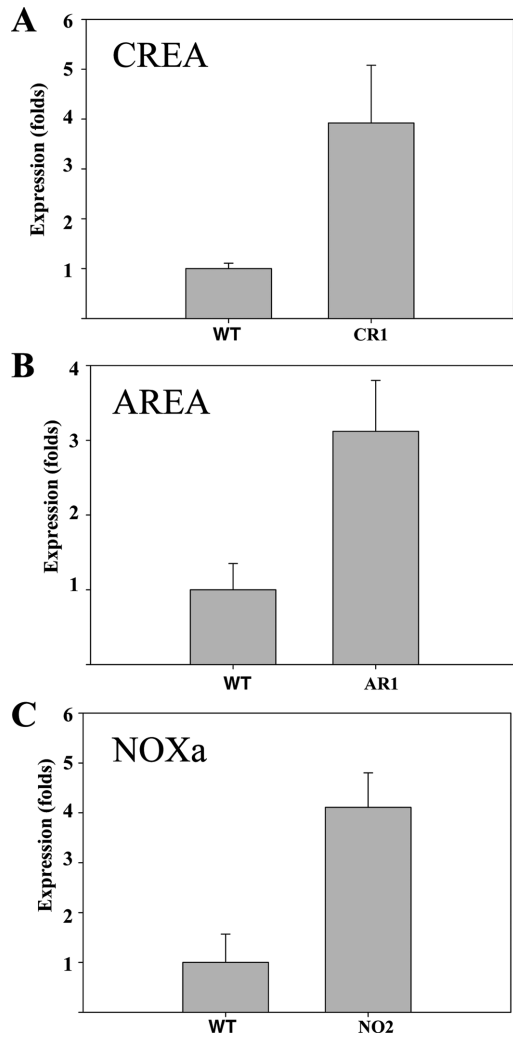 A
CREA
Expression (folds)
6
5
4
3
2
1
WT CR1
B
AREA
Expression (folds)
4
3
2
1
WT AR1
C
NOXa
Expression (folds)
6
5
4
3
2
1
WT NO2